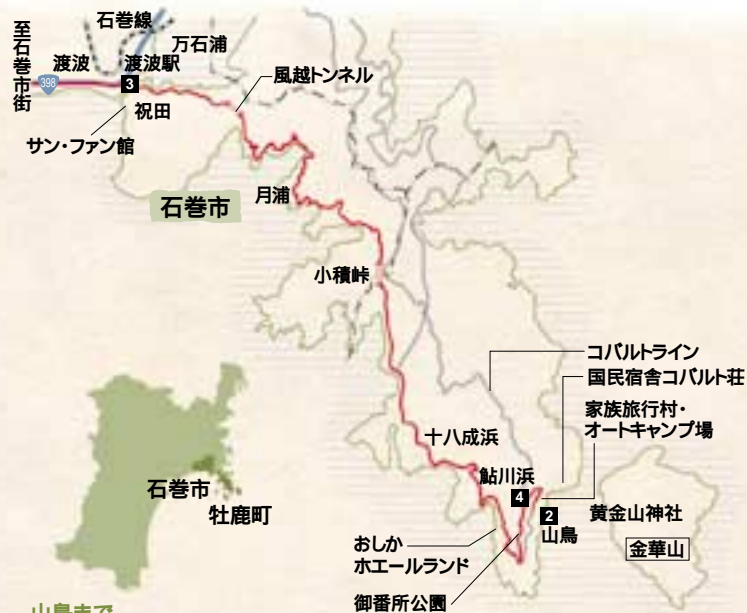 石巻線
万石浦
至石巻市街
渡波
渡波駅
398
3
風越トンネル
祝田
サン・ファン館
月浦
石巻市
小積峠
コバルトライン
国民宿舎コバルト荘
家族旅行村・
オートキャンプ場
十八成浜
鮎川浜
4
2
山鳥
黄金山神社
金華山
おしか
ホエールランド
御番所公園
石巻市
牡鹿町
山鳥まで